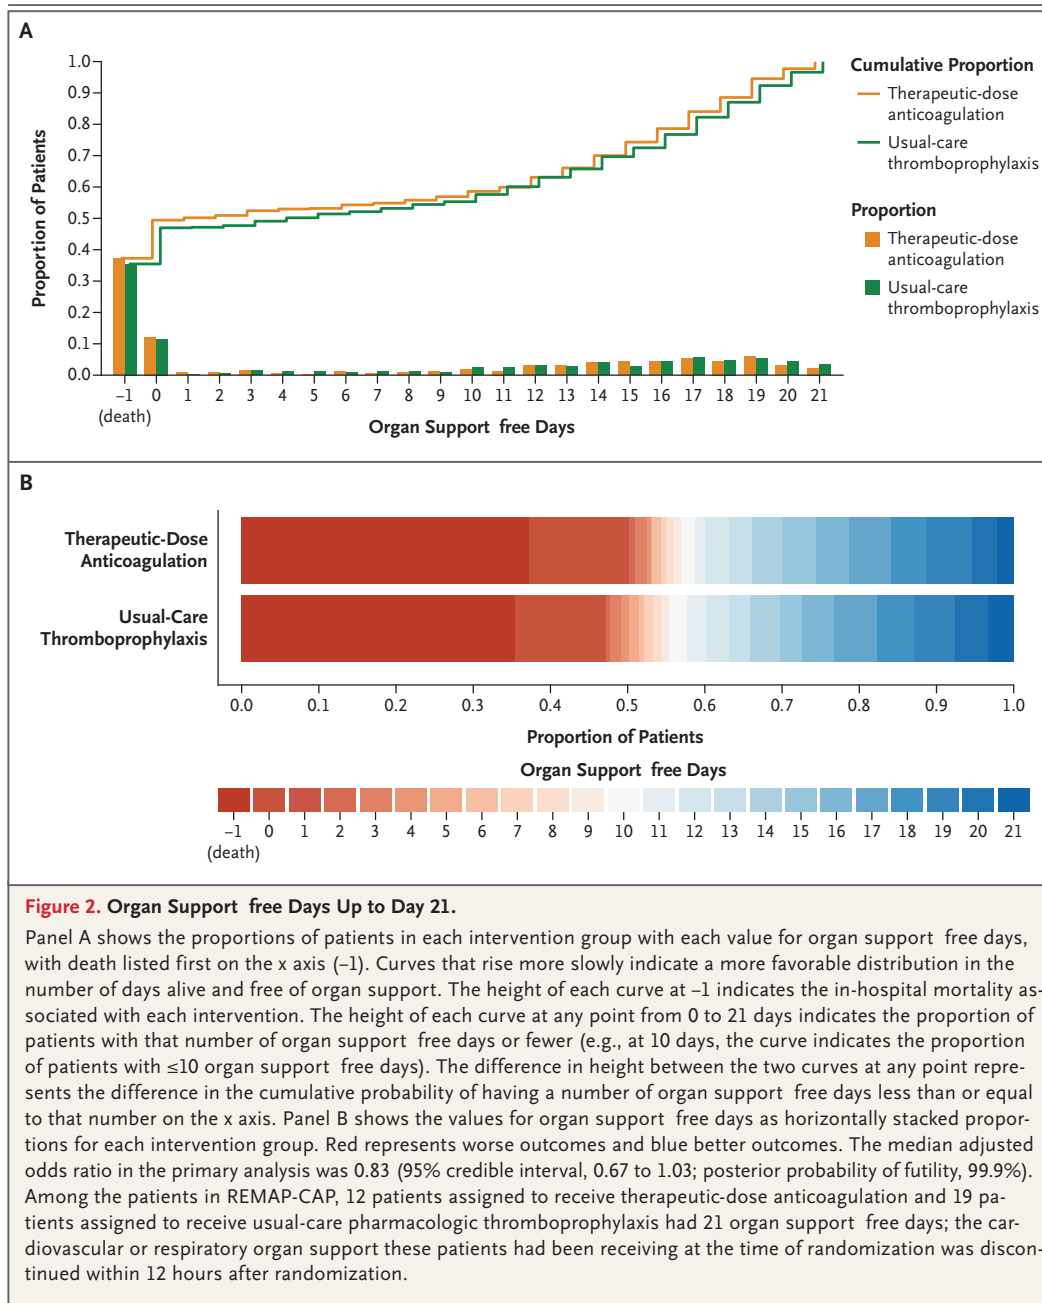 A
Cumulative Proportion
Therapeutic-dose
anticoagulation
Usual-care
thromboprophylaxis
Proportion
Therapeutic-dose
anticoagulation
Usual-care
thromboprophylaxis
Proportion of Patients
1.0
0.9
0.8
0.7
0.6
0.5
0.4
0.3
0.2
0.1
0.0
−1 0 1 2 3 4 5 6 7 8 9 10 11 12 13 14 15 16 17 18 19 20 21
(death)
Organ Support free Days
B
Therapeutic-Dose
Anticoagulation
Usual-Care
Thromboprophylaxis
0.0 0.1 0.2 0.3 0.4 0.5 0.6 0.7 0.8 0.9 1.0
Proportion of Patients
Organ Support free Days
−1 0 1 2 3 4 5 6 7 8 9 10 11 12 13 14 15 16 17 18 19 20 21
(death)
Figure 2. Organ Support free Days Up to Day 21.
Panel A shows the proportions of patients in each intervention group with each value for organ support free days,
with death listed first on the x axis (−1). Curves that rise more slowly indicate a more favorable distribution in the
number of days alive and free of organ support. The height of each curve at −1 indicates the in-hospital mortality as-
sociated with each intervention. The height of each curve at any point from 0 to 21 days indicates the proportion of
patients with that number of organ support free days or fewer (e.g., at 10 days, the curve indicates the proportion
of patients with ≤10 organ support free days). The difference in height between the two curves at any point repre-
sents the difference in the cumulative probability of having a number of organ support free days less than or equal
to that number on the x axis. Panel B shows the values for organ support free days as horizontally stacked propor-
tions for each intervention group. Red represents worse outcomes and blue better outcomes. The median adjusted
odds ratio in the primary analysis was 0.83 (95% credible interval, 0.67 to 1.03; posterior probability of futility, 99.9%).
Among the patients in REMAP-CAP, 12 patients assigned to receive therapeutic-dose anticoagulation and 19 pa-
tients assigned to receive usual-care pharmacologic thromboprophylaxis had 21 organ support free days; the car-
diovascular or respiratory organ support these patients had been receiving at the time of randomization was discon-
tinued within 12 hours after randomization.